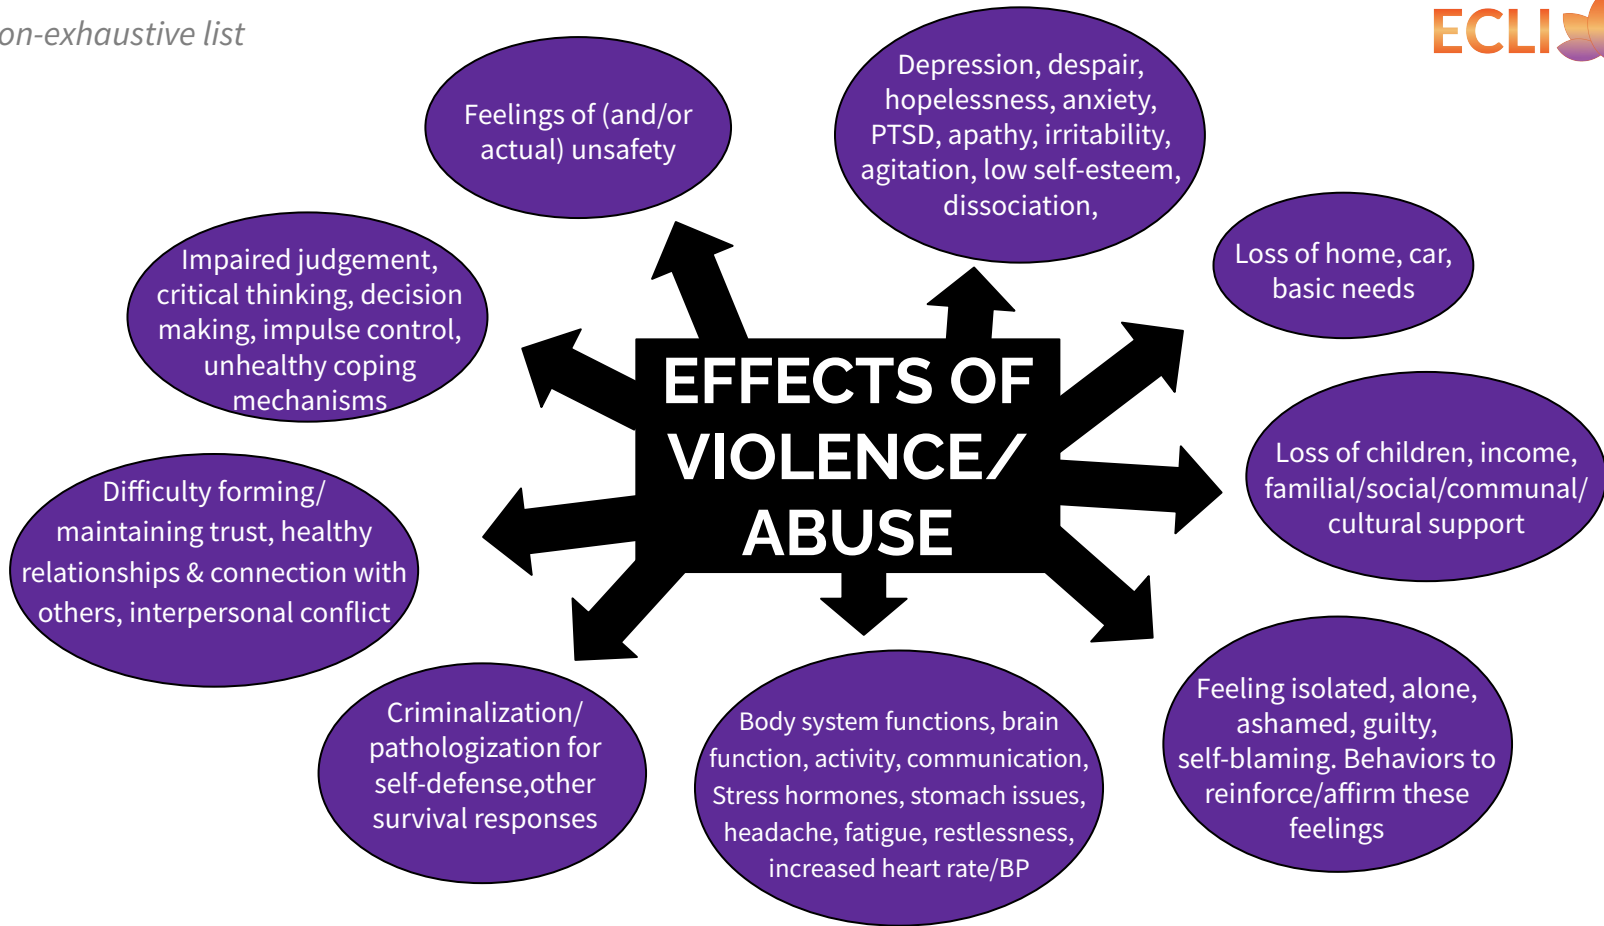 on-exhaustive list
ECLI
Feelings of (and/or
actual) unsafety
Depression, despair,
hopelessness, anxiety,
PTSD, apathy, irritability,
agitation, low self-esteem,
dissociation,
Impaired judgement,
critical thinking, decision
making, impulse control,
unhealthy coping
mechanisms
Loss of home, car,
basic needs
EFFECTS OF
VIOLENCE/
ABUSE
Difficulty forming/
maintaining trust, healthy
relationships & connection with
others, interpersonal conflict
Loss of children, income,
familial/social/communal/
cultural support
Criminalization/
pathologization for
self-defense,other
survival responses
Body system functions, brain
function, activity, communication,
Stress hormones, stomach issues,
headache, fatigue, restlessness,
increased heart rate/BP
Feeling isolated, alone,
ashamed, guilty,
self-blaming. Behaviors to
reinforce/affirm these
feelings